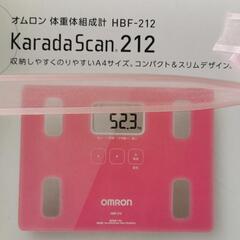 オムロン 体重体組成計 HBF-212
KaradaScan 212
収納しやすくのりやすいA4サイズ。コンパクト＆スリムデザイン。
52.3
OMRON
HBF-212